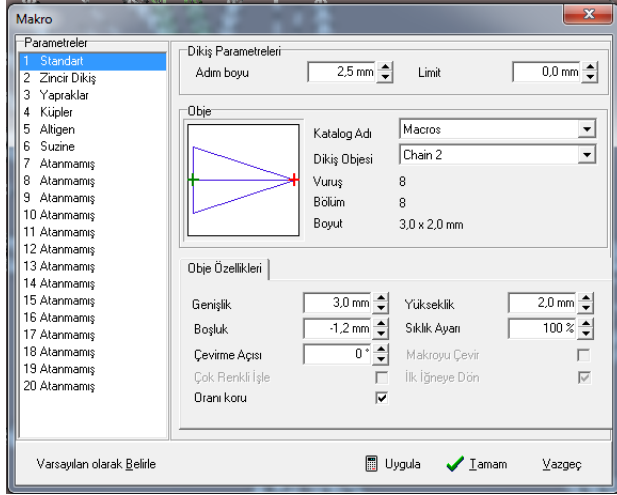 Makro
Parametreler
1 Standart
2 Zincir Dikiş
3 Yapraklar
4 Küpler
5 Altigen
6 Suzine
7 Atanmamış
8 Atanmamış
9 Atanmamış
10 Atanmamış
11 Atanmamış
12 Atanmamış
13 Atanmamış
14 Atanmamış
15 Atanmamış
16 Atanmamış
17 Atanmamış
18 Atanmamış
19 Atanmamış
20 Atanmamış
Dikiş Parametreleri
Adım boyu 2,5 mm Limit 0,0 mm
Obje
Katalog Adı Macros
Dikiş Objesi Chain 2
Vuruş 8
Bölüm 8
Boyut 3,0 x 2,0 mm
Obje Özellikleri
Genişlik 3,0 mm Yükseklik 2,0 mm
Boşluk -1,2 mm Sıklık Ayarı 100 %
Çevirme Açısı 0 ° Makroyu Çevir
Çok Renkli İşle İlk İğneye Dön
Oranı koru
Varsayılan olarak Belirle Uygula Tamam Vazgeç